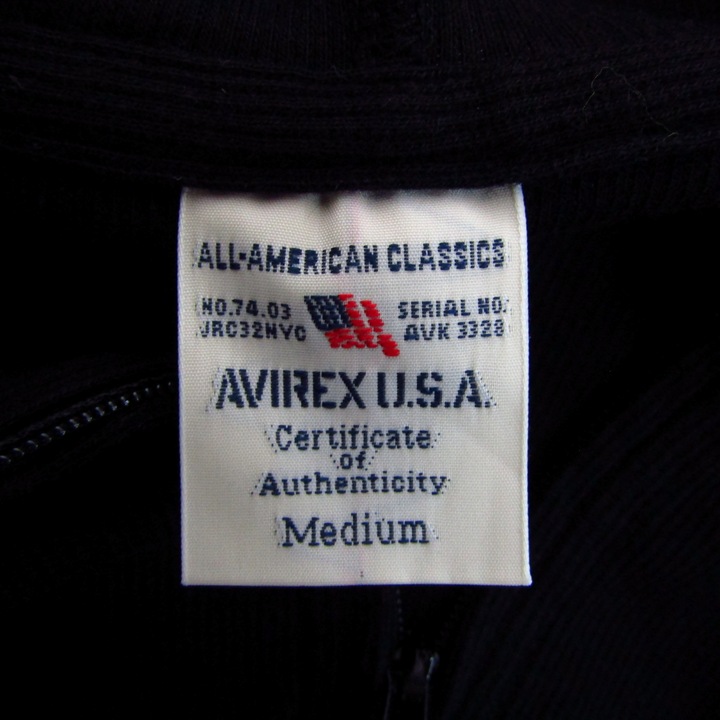 ALL-AMERICAN CLASSICS
NO.74.03
JRC32NYC
SERIAL NO.
AVK 3328
AVIREX U.S.A.
Certificate
of
Authenticity
Medium